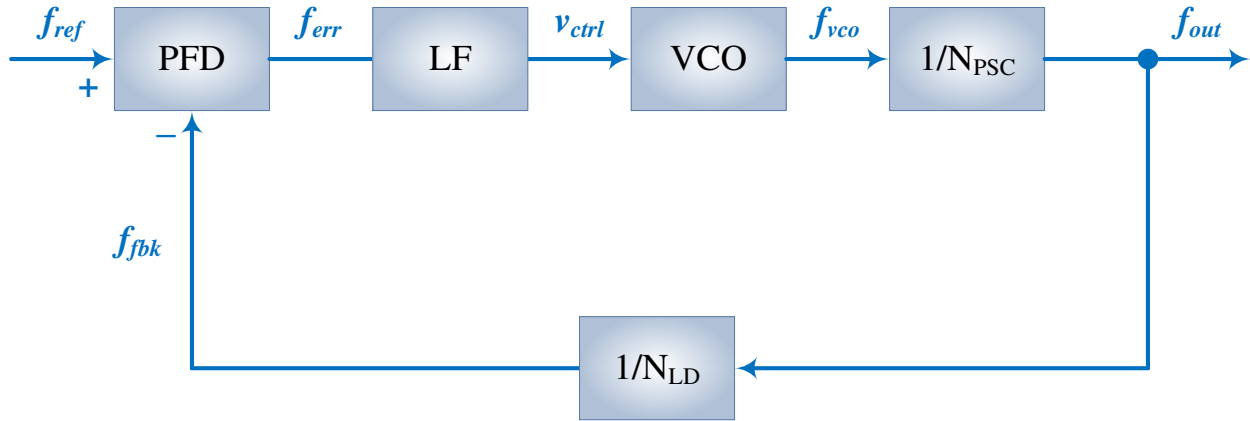 f_ref f_err v_ctrl f_vco f_out
PFD LF VCO 1/N_PSC
+
−
f_fbk
1/N_LD